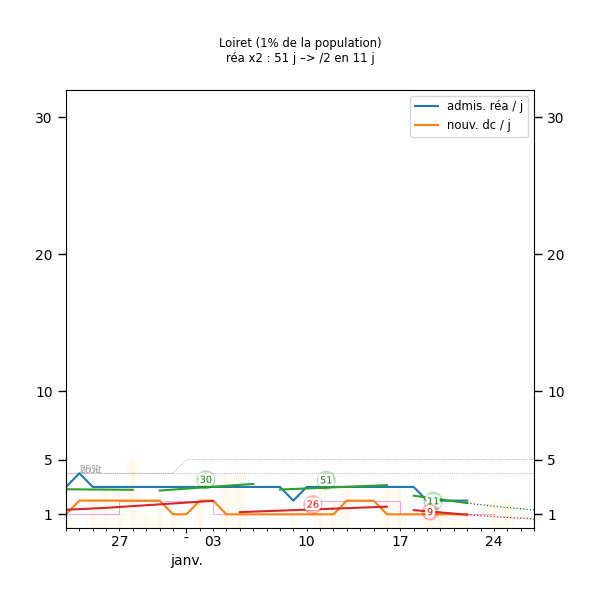 Loiret (1% de la population)
réa x2 : 51 j –> /2 en 11 j
admis. réa / j
nouv. dc / j
30 30
20 20
10 10
5 5
1 1
30
51
26
11
9
27 - 03 10 17 24
janv.